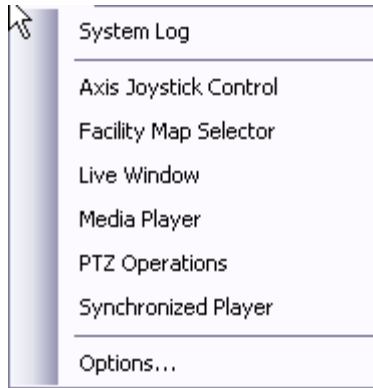 System Log
Axis Joystick Control
Facility Map Selector
Live Window
Media Player
PTZ Operations
Synchronized Player
Options...